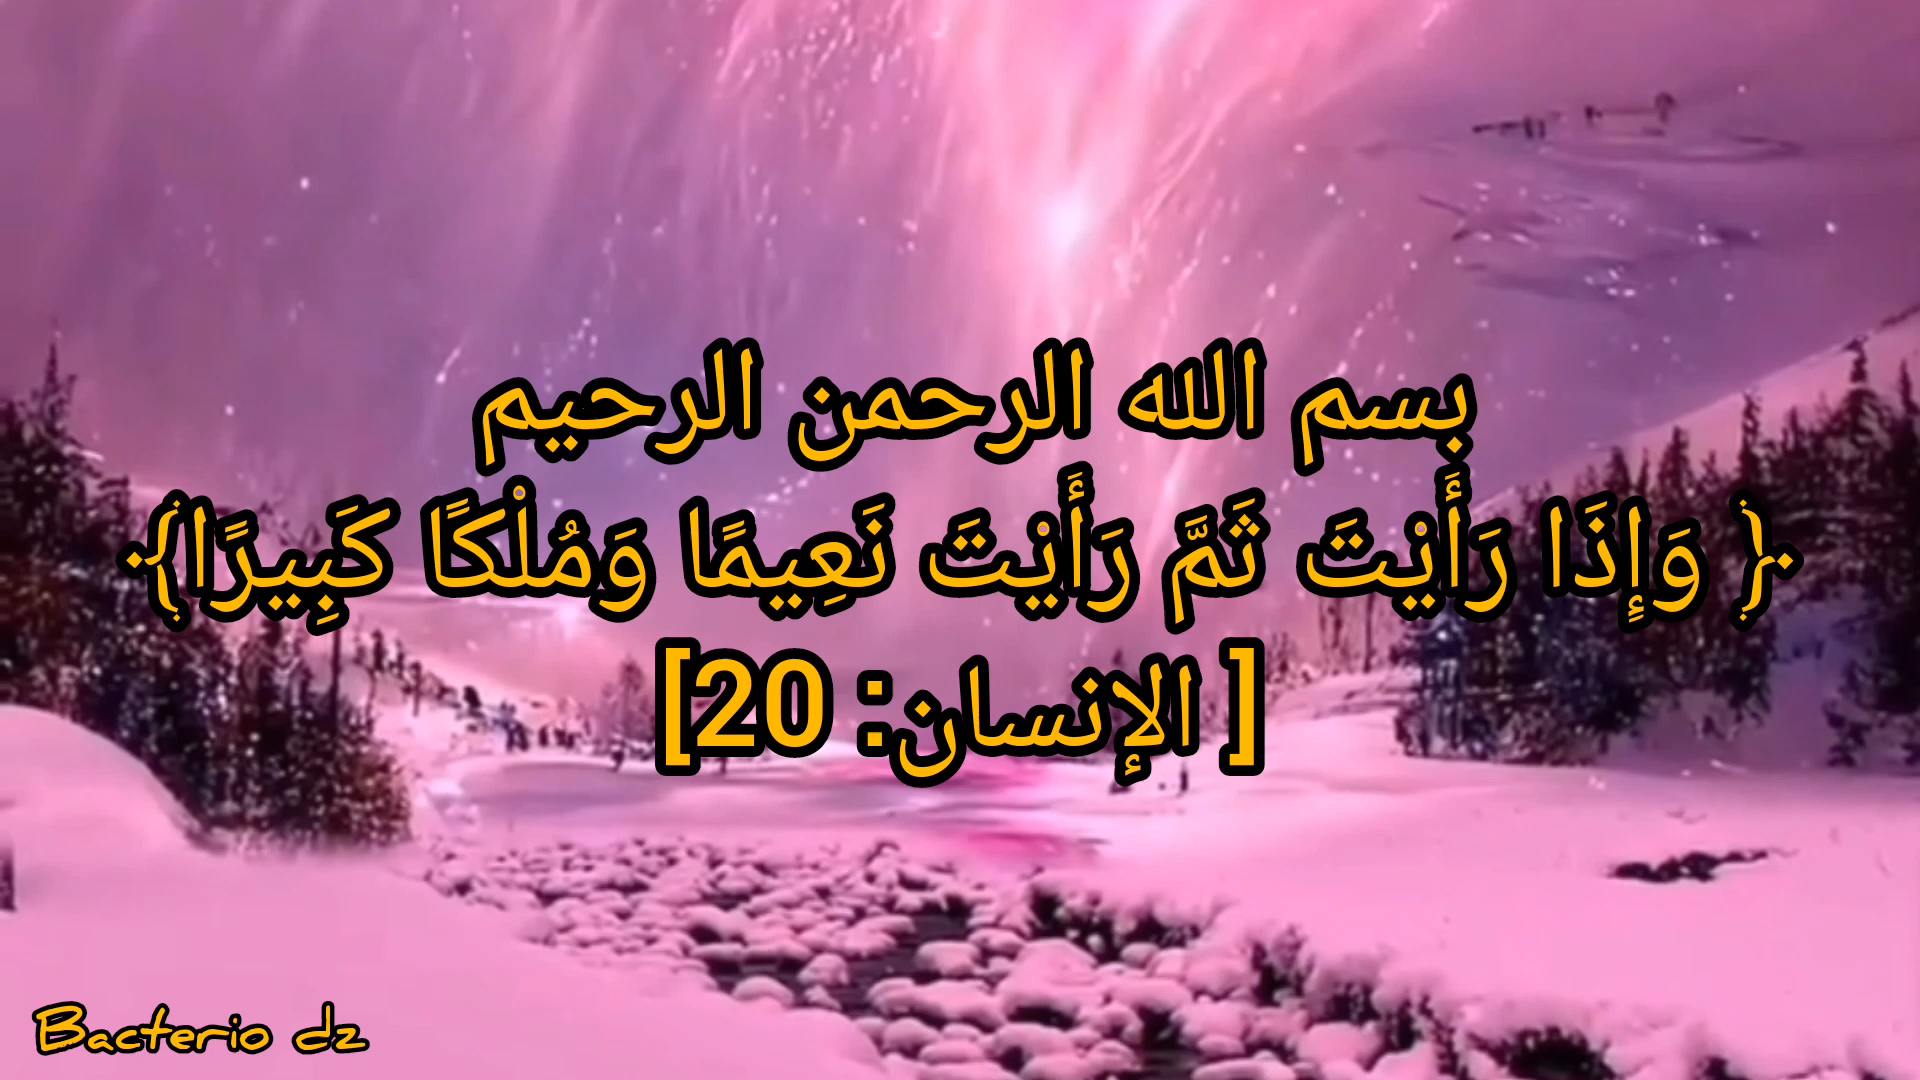 بسم الله الرحمن الرحيم
﴿ وَإِذَا رَأَيْتَ ثَمَّ رَأَيْتَ نَعِيمًا وَمُلْكًا كَبِيرًا﴾
[ الإنسان: 20]
Bacterio dz